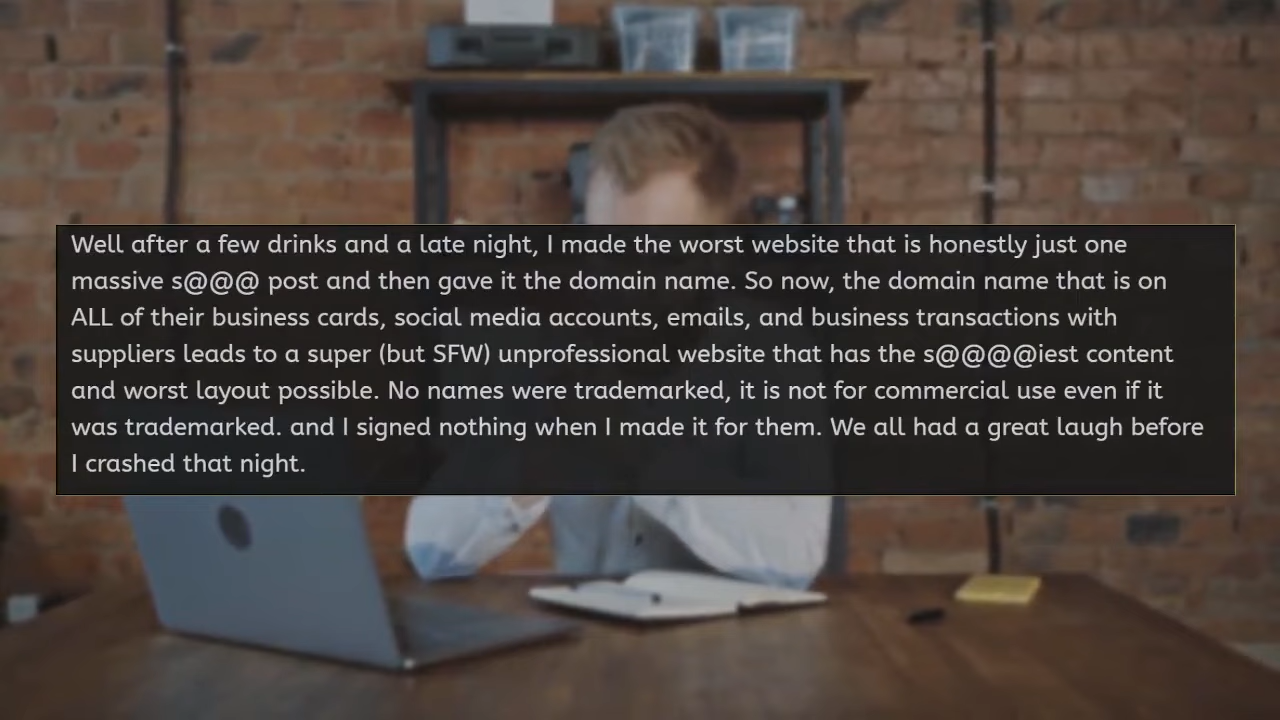 Well after a few drinks and a late night, I made the worst website that is honestly just one
massive s@@@ post and then gave it the domain name. So now, the domain name that is on
ALL of their business cards, social media accounts, emails, and business transactions with
suppliers leads to a super (but SFW) unprofessional website that has the s@@@@iest content
and worst layout possible. No names were trademarked, it is not for commercial use even if it
was trademarked. and I signed nothing when I made it for them. We all had a great laugh before
I crashed that night.